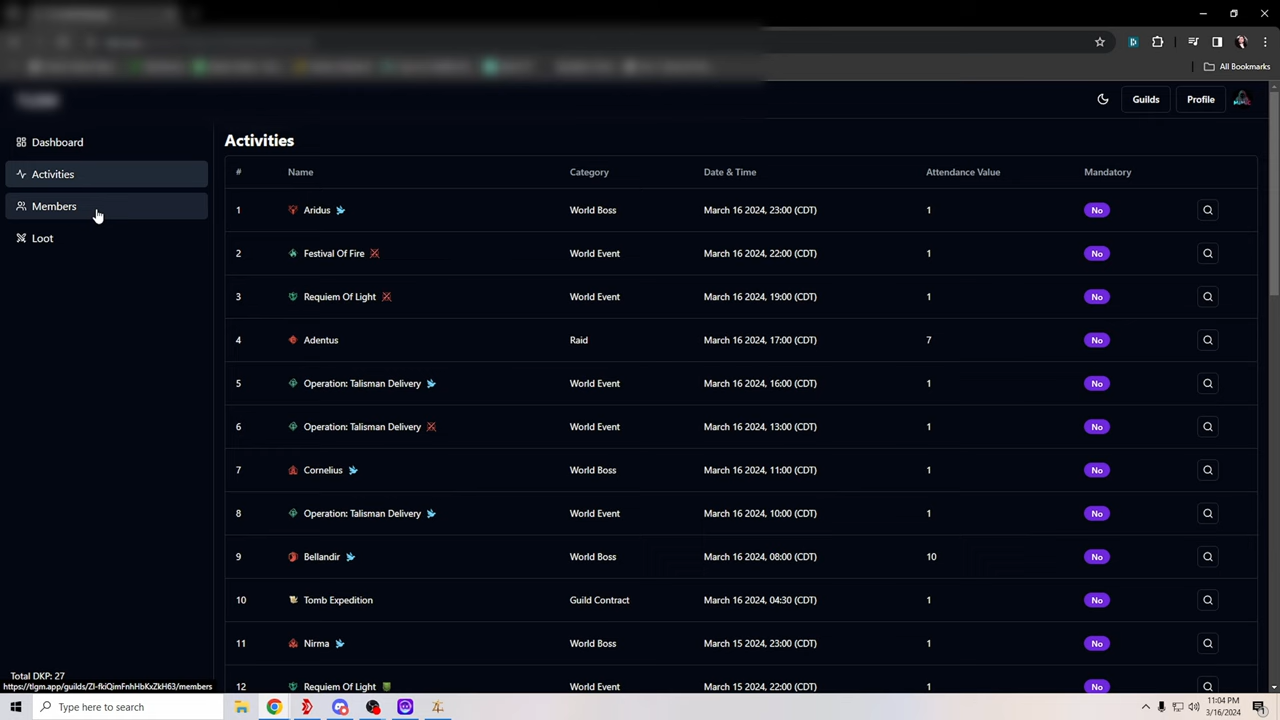 All Bookmarks
Guilds
Profile
Dashboard
Activities
Members
Loot
Activities
# Name Category Date & Time Attendance Value Mandatory
1 Aridus World Boss March 16 2024, 23:00 (CDT) 1 No
2 Festival Of Fire World Event March 16 2024, 22:00 (CDT) 1 No
3 Requiem Of Light World Event March 16 2024, 19:00 (CDT) 1 No
4 Adentus Raid March 16 2024, 17:00 (CDT) 7 No
5 Operation: Talisman Delivery World Event March 16 2024, 16:00 (CDT) 1 No
6 Operation: Talisman Delivery World Event March 16 2024, 13:00 (CDT) 1 No
7 Cornelius World Boss March 16 2024, 11:00 (CDT) 1 No
8 Operation: Talisman Delivery World Event March 16 2024, 10:00 (CDT) 1 No
9 Bellandir World Boss March 16 2024, 08:00 (CDT) 10 No
10 Tomb Expedition Guild Contract March 16 2024, 04:30 (CDT) 1 No
11 Nirma World Boss March 15 2024, 23:00 (CDT) 1 No
12 Requiem Of Light World Event March 15 2024, 22:00 (CDT) 1 No
Total DKP: 27
https://tlgm.app/guilds/ZI-fkiQimFnhHbKxZkH63/members
Type here to search
11:04 PM
3/16/2024